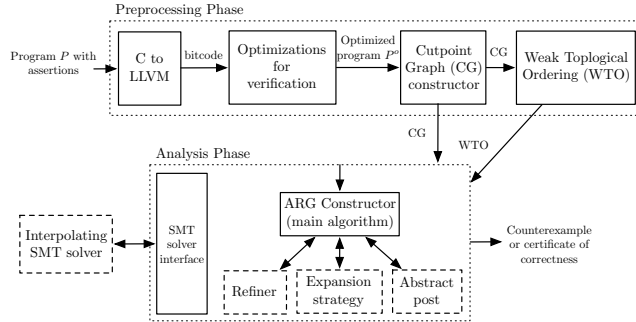 Preprocessing Phase
Program P with
assertions
C to
LLVM
bitcode
Optimizations
for
verification
Optimized
program Pᵒ
Cutpoint
Graph (CG)
constructor
CG
Weak Toplogical
Ordering (WTO)
CG
WTO
Analysis Phase
ARG Constructor
(main algorithm)
Interpolating
SMT solver
SMT
solver
interface
Refiner
Expansion
strategy
Abstract
post
Counterexample
or certificate of
correctness